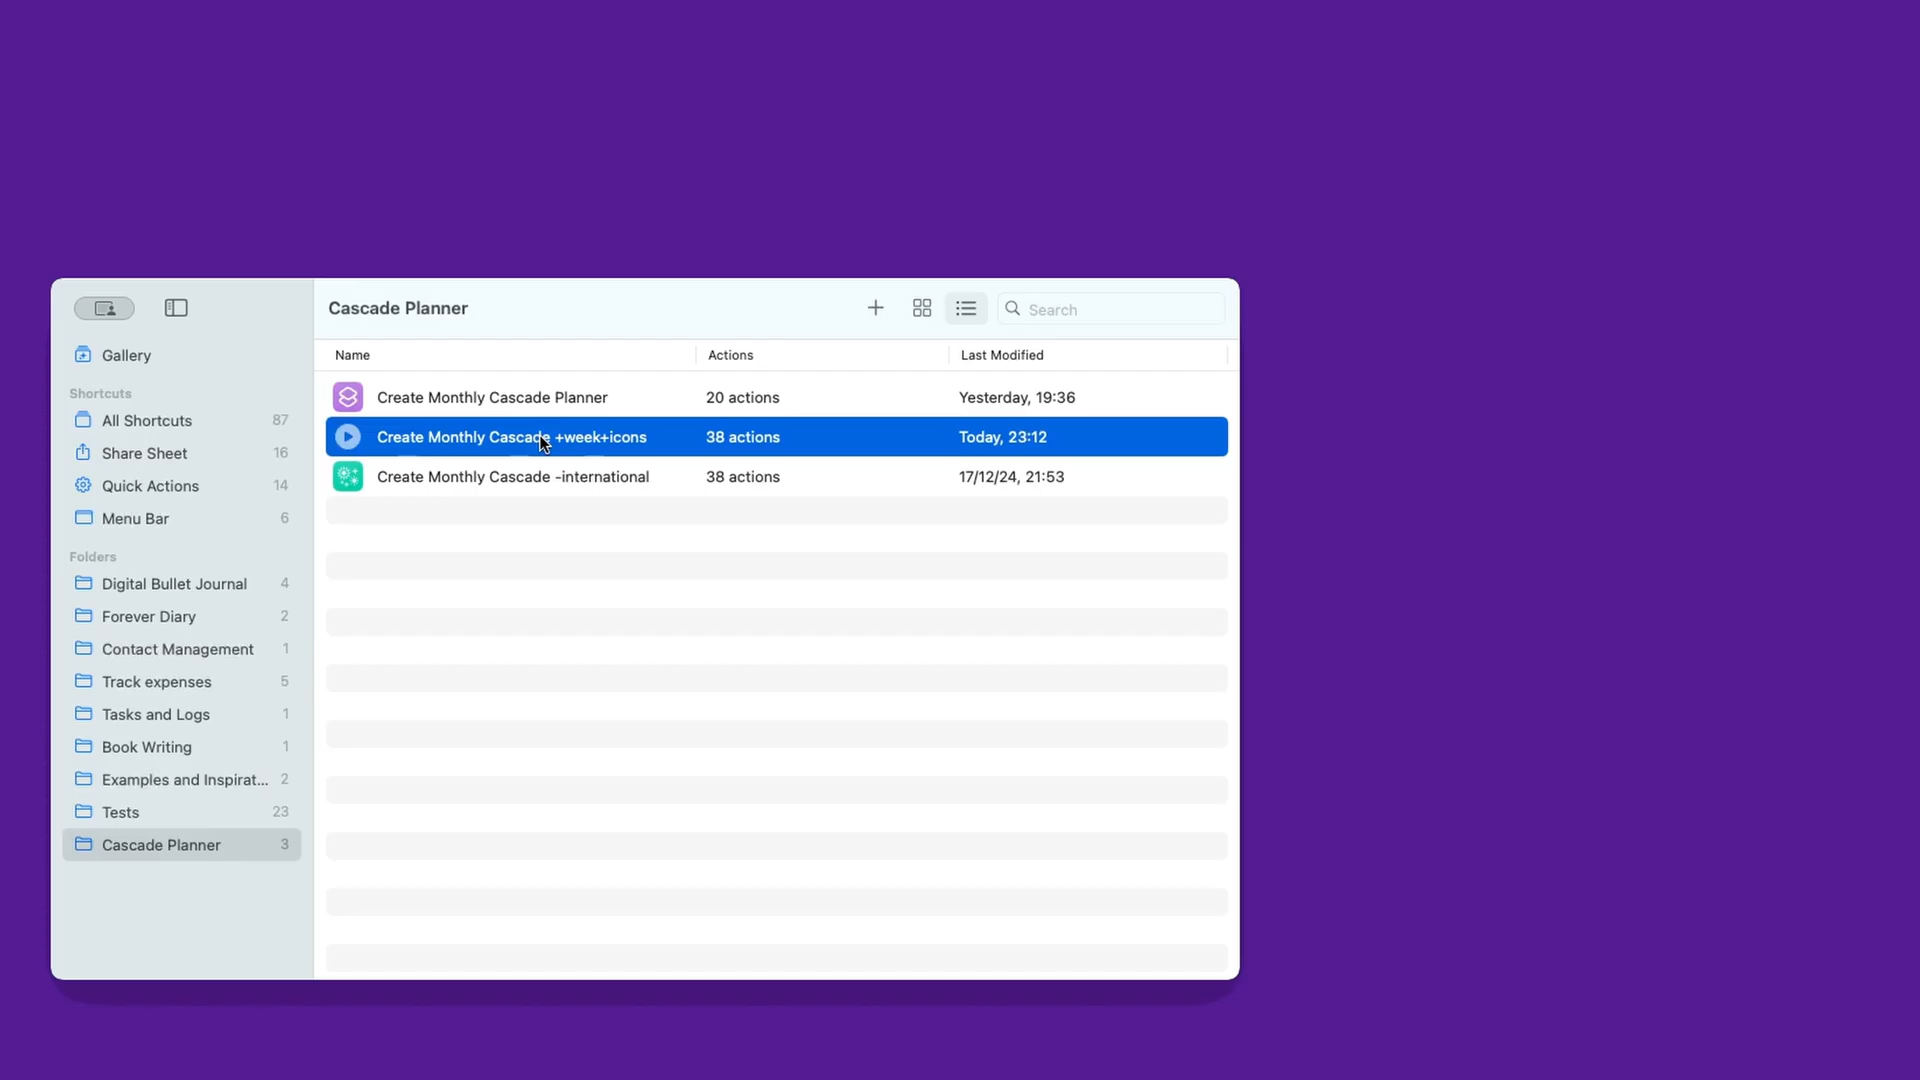 Cascade Planner
Search
Gallery
Shortcuts
All Shortcuts 87
Share Sheet 16
Quick Actions 14
Menu Bar 6
Folders
Digital Bullet Journal 4
Forever Diary 2
Contact Management 1
Track expenses 5
Tasks and Logs 1
Book Writing 1
Examples and Inspirat... 2
Tests 23
Cascade Planner 3
Name Actions Last Modified
Create Monthly Cascade Planner 20 actions Yesterday, 19:36
Create Monthly Cascade +week+icons 38 actions Today, 23:12
Create Monthly Cascade -international 38 actions 17/12/24, 21:53